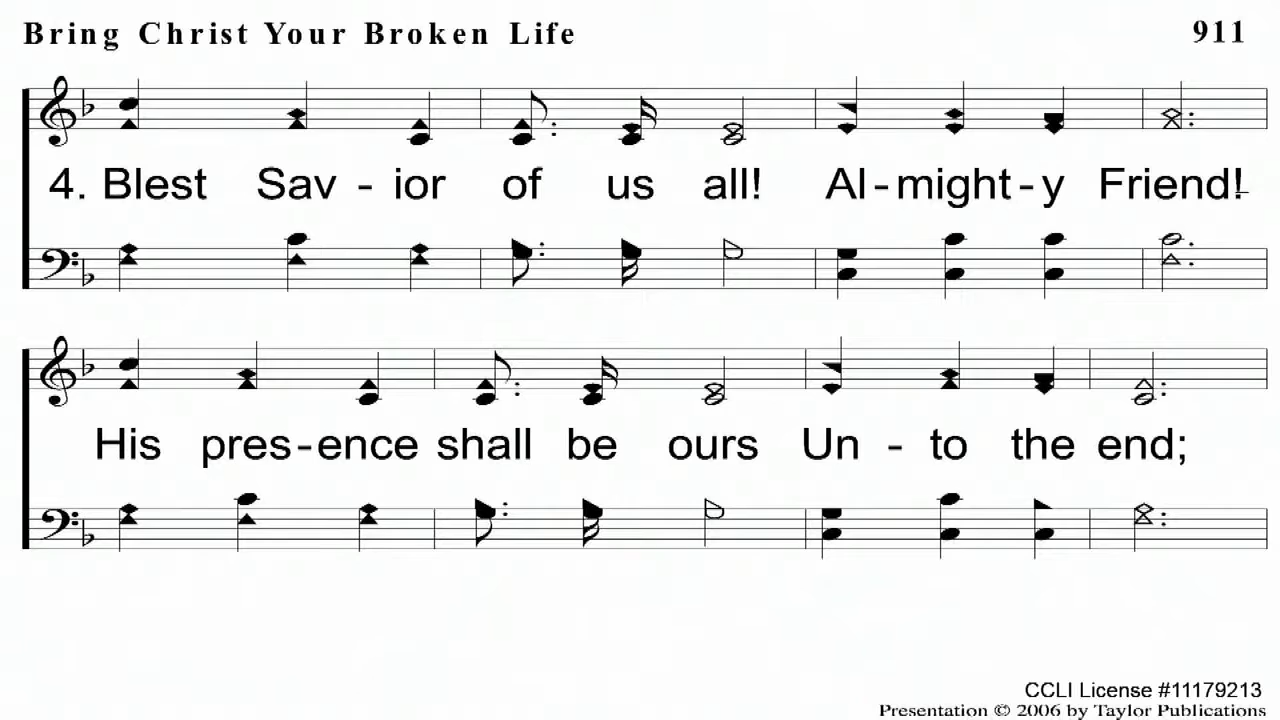 Bring Christ Your Broken Life 911
4. Blest Sav - ior of us all! Al-might-y Friend!
His pres-ence shall be ours Un - to the end;
CCLI License #11179213
Presentation © 2006 by Taylor Publications